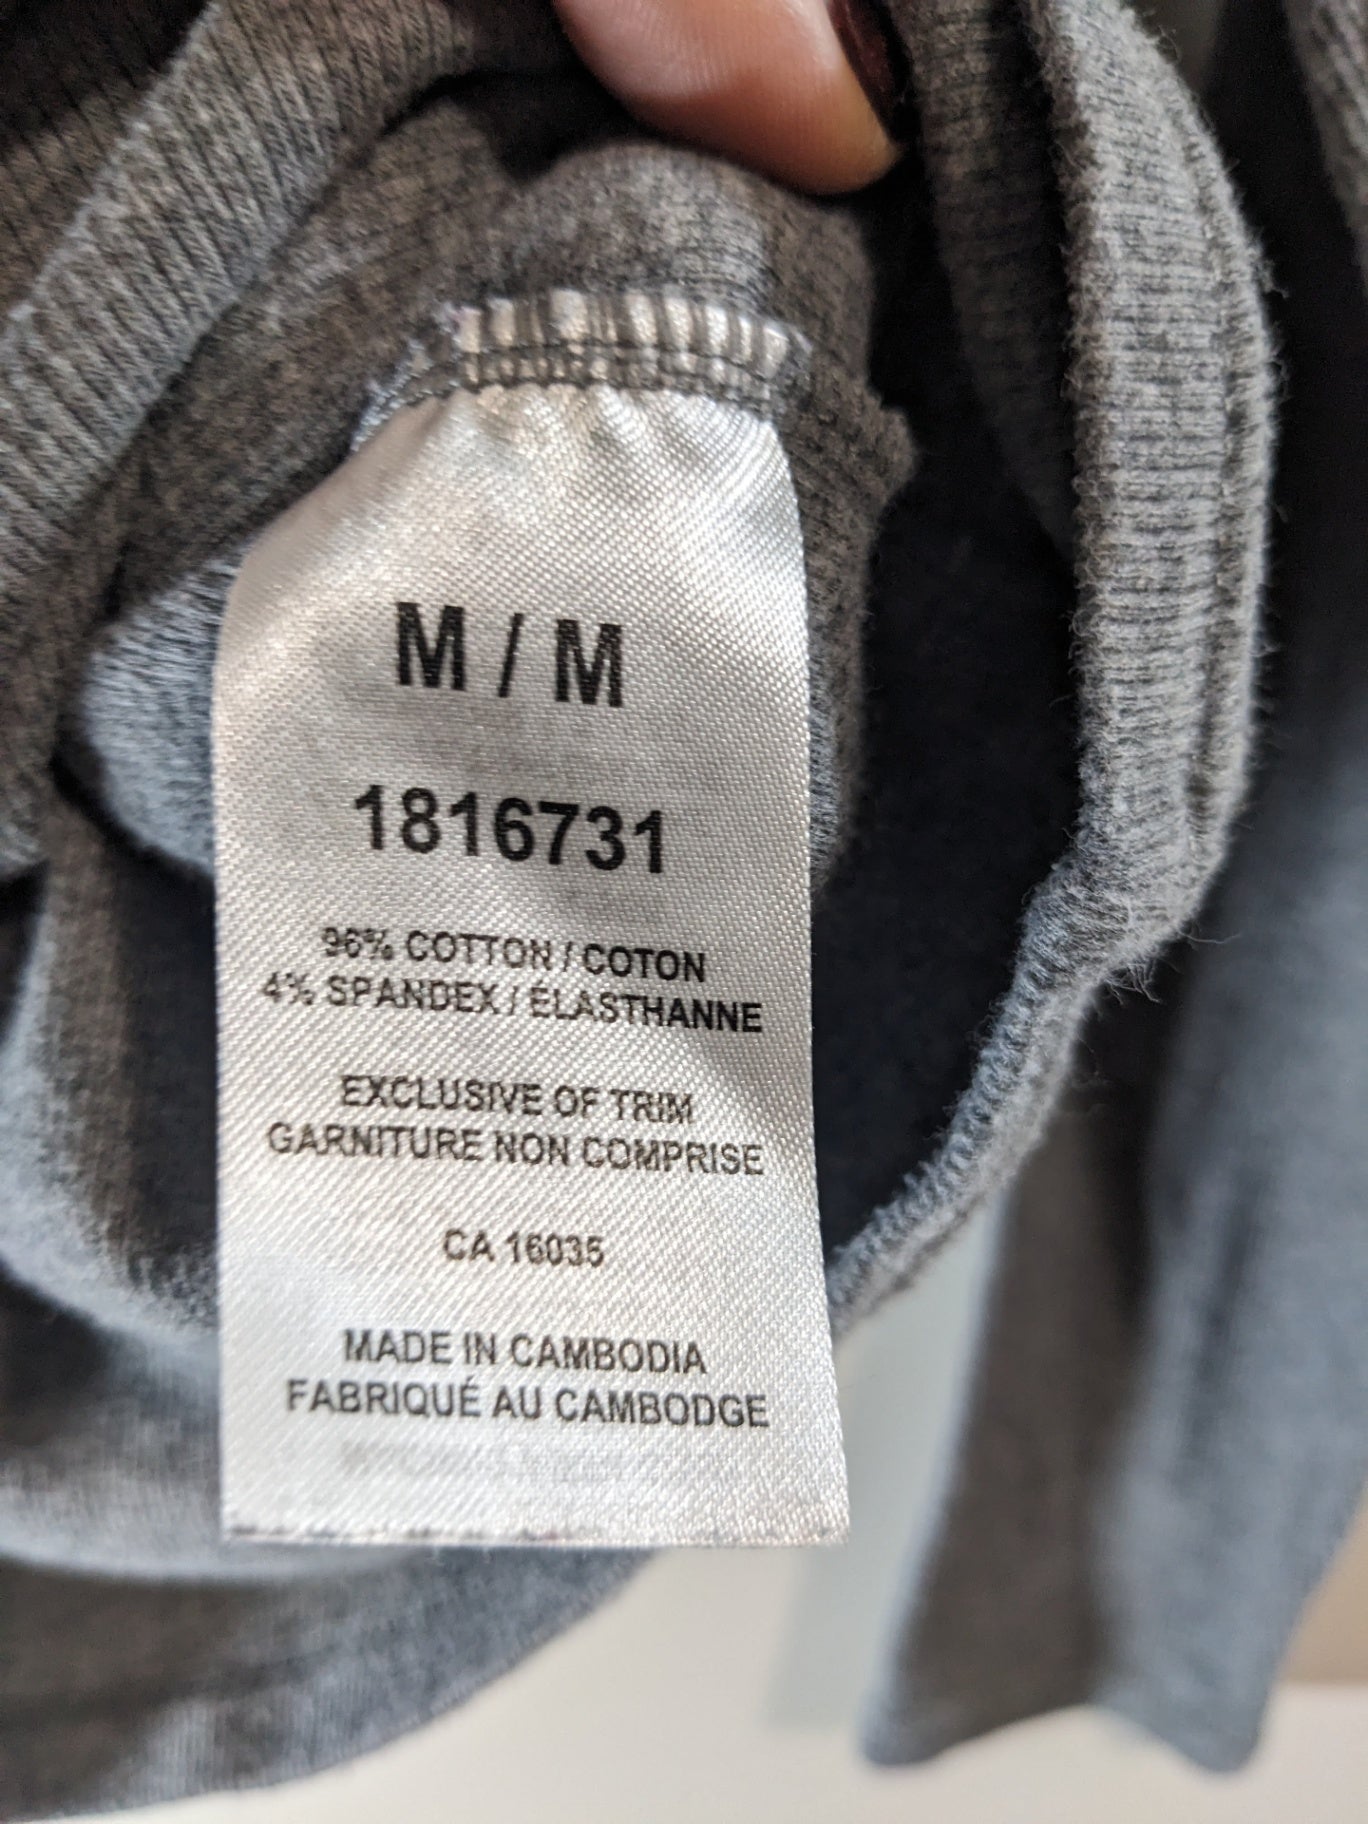 M / M
1816731
96% COTTON / COTON
4% SPANDEX / ÉLASTHANNE
EXCLUSIVE OF TRIM
GARNITURE NON COMPRISE
CA 16035
MADE IN CAMBODIA
FABRIQUÉ AU CAMBODGE